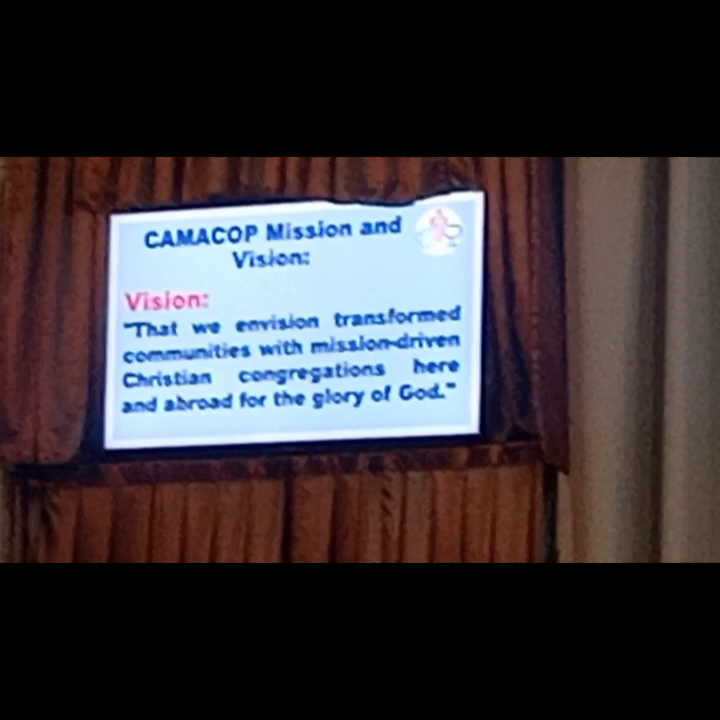 CAMACOP Mission and
Vision:
Vision:
"That we envision transformed
communities with mission-driven
Christian congregations here
and abroad for the glory of God."